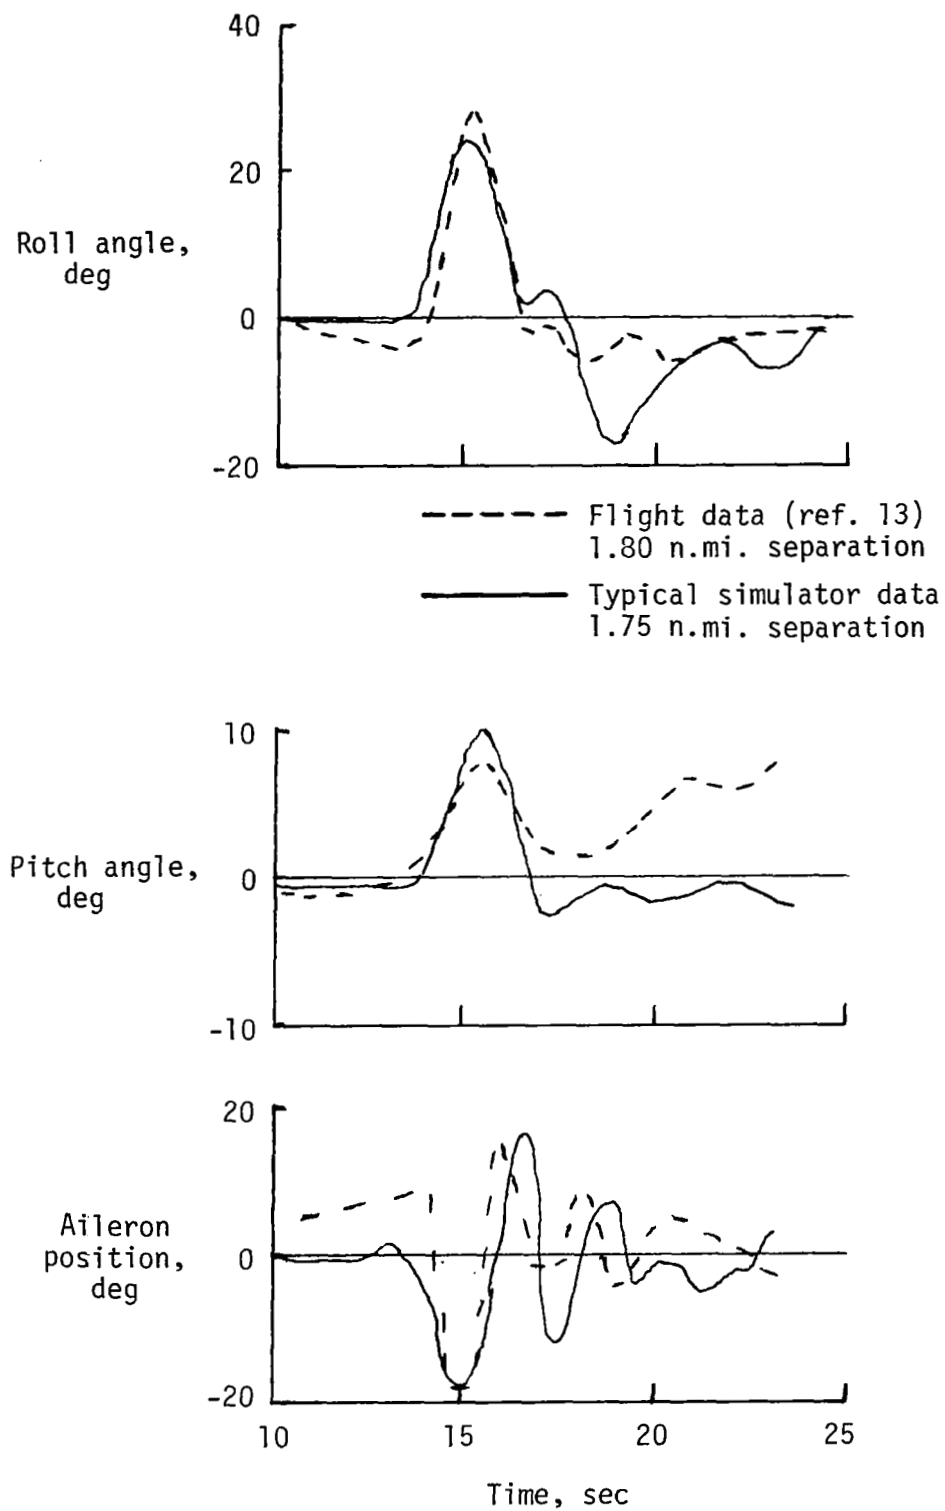 40
20
Roll angle,
deg
0
-20
Flight data (ref. 13)
1.80 n.mi. separation
Typical simulator data
1.75 n.mi. separation
10
Pitch angle,
deg
0
-10
20
Aileron
position,
deg
0
-20
10 15 20 25
Time, sec